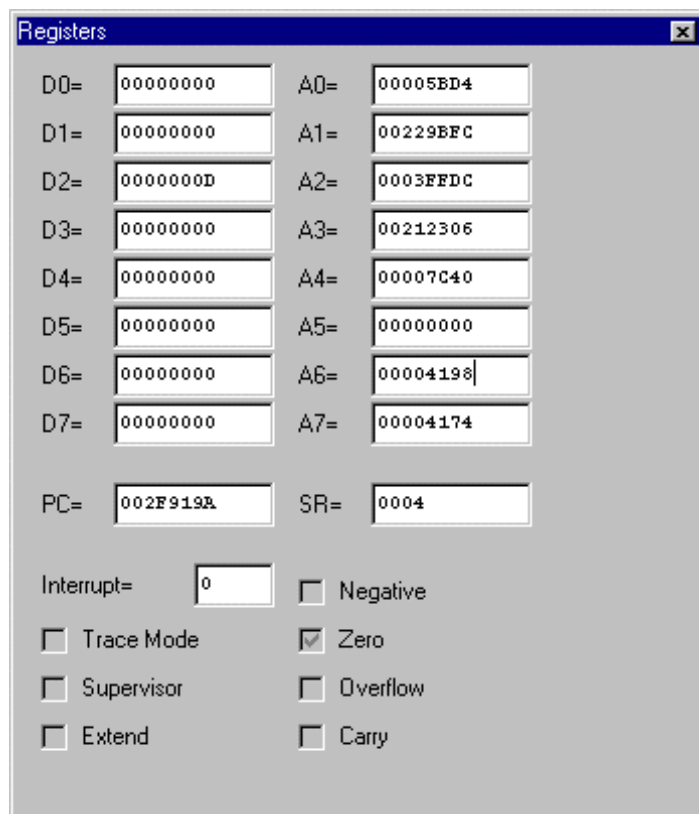 Registers
D0= 00000000 A0= 00005BD4
D1= 00000000 A1= 00229BFC
D2= 0000000D A2= 0003FFDC
D3= 00000000 A3= 00212306
D4= 00000000 A4= 00007C40
D5= 00000000 A5= 00000000
D6= 00000000 A6= 00004198
D7= 00000000 A7= 00004174
PC= 002F919A SR= 0004
Interrupt= 0 Negative
Trace Mode Zero
Supervisor Overflow
Extend Carry